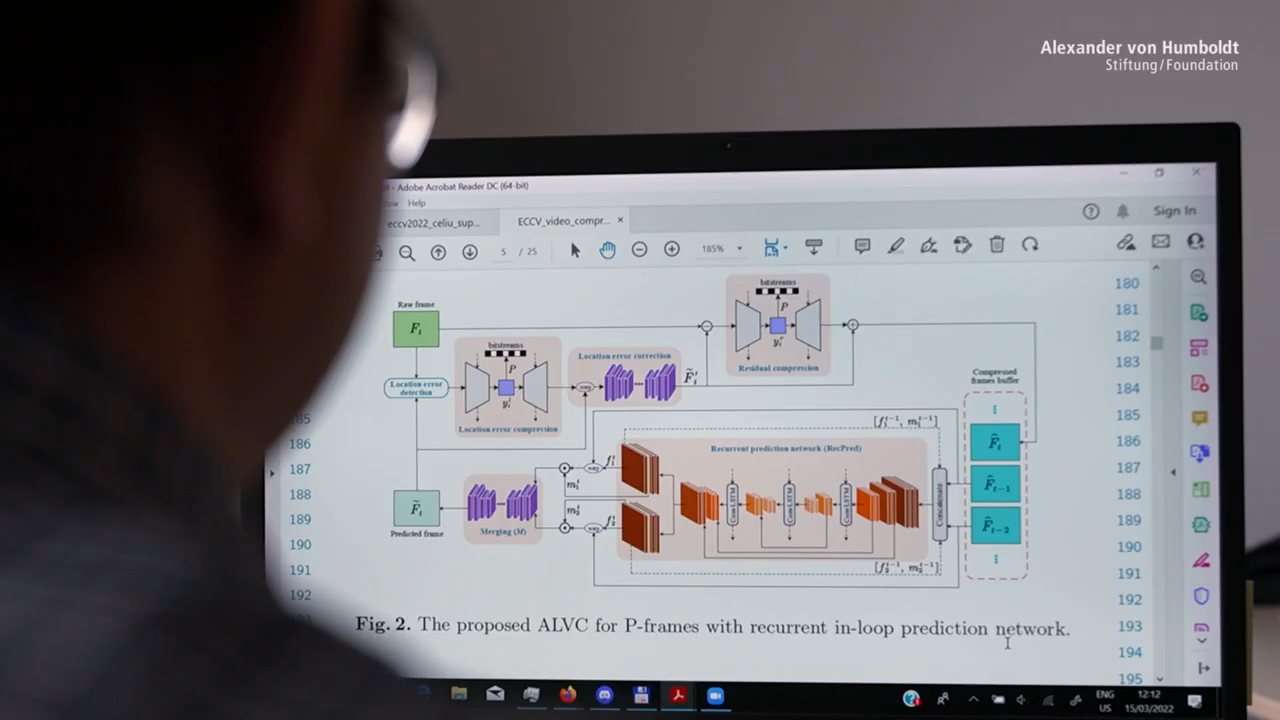 Alexander von Humboldt
Stiftung/Foundation
- Adobe Acrobat Reader DC (64-bit)
Help
eccv2022_celiu_sup...
ECCV_video_compr...
Sign In
5 / 25
185%
180
181
182
183
184
185
186
187
188
189
190
191
192
193
194
195
186
187
188
189
190
191
192
Raw frame
Location error
detection
bitstreams
P
Location error compression
Location error correction
bitstreams
P
Residual compression
Compressed
frames buffer
Recurrent prediction network (RecPred)
ConvLSTM
ConvLSTM
ConvLSTM
Concatenate
Merging (M)
Predicted frame
Fig. 2. The proposed ALVC for P-frames with recurrent in-loop prediction network.
ENG
US
12:12
15/03/2022